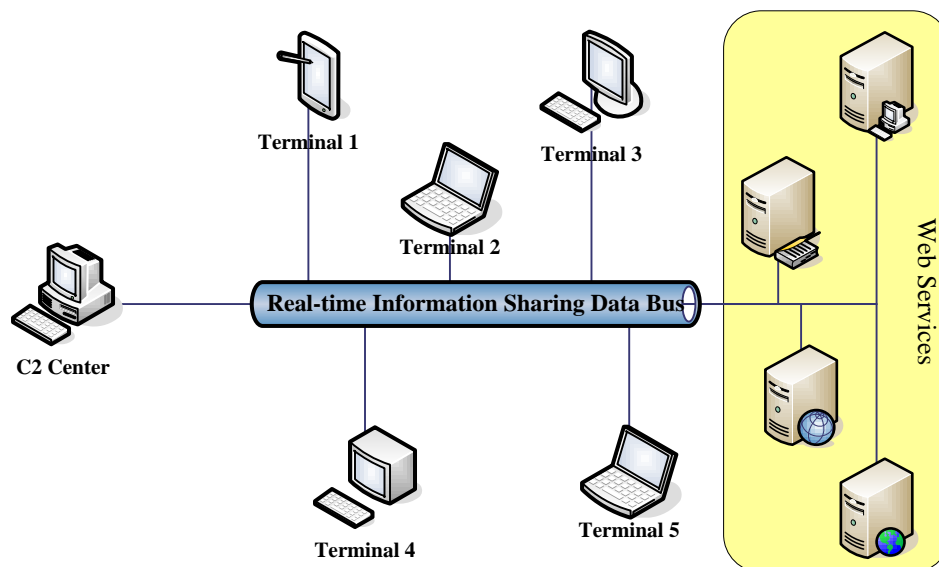 Terminal 1
Terminal 3
Terminal 2
Real-time Information Sharing Data Bus
C2 Center
Terminal 4
Terminal 5
Web Services